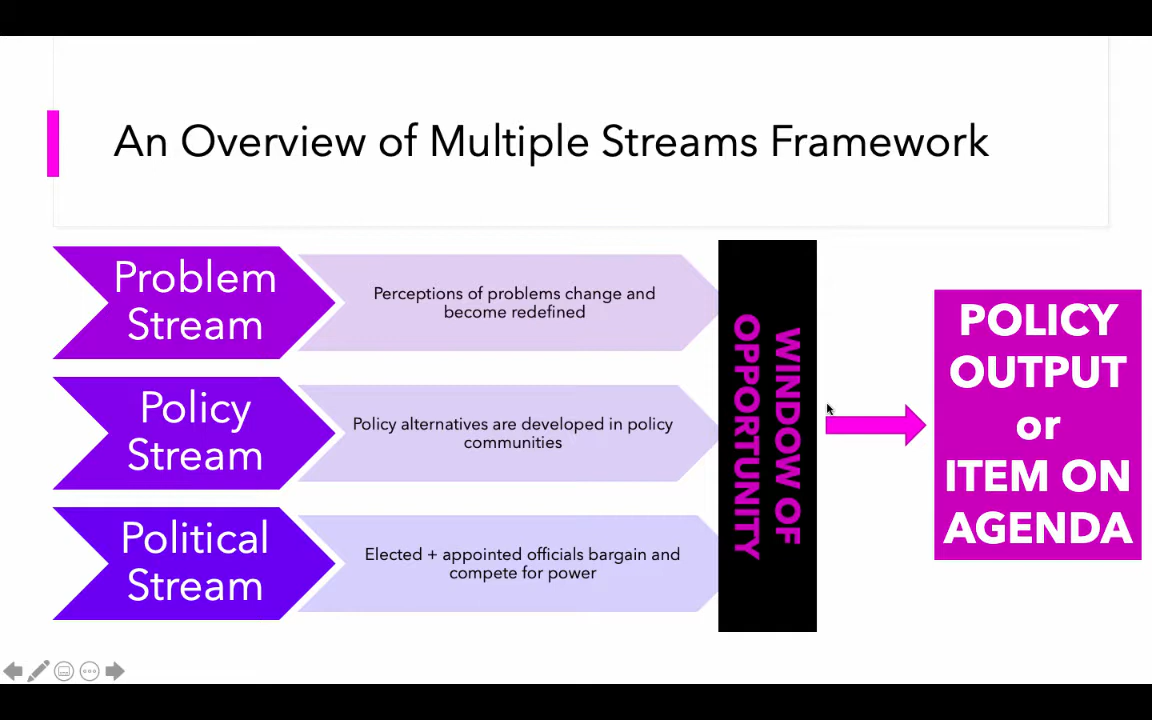 An Overview of Multiple Streams Framework
Problem
Stream
Perceptions of problems change and
become redefined
Policy
Stream
Policy alternatives are developed in policy
communities
Political
Stream
Elected + appointed officials bargain and
compete for power
WINDOW OF
OPPORTUNITY
POLICY
OUTPUT
or
ITEM ON
AGENDA